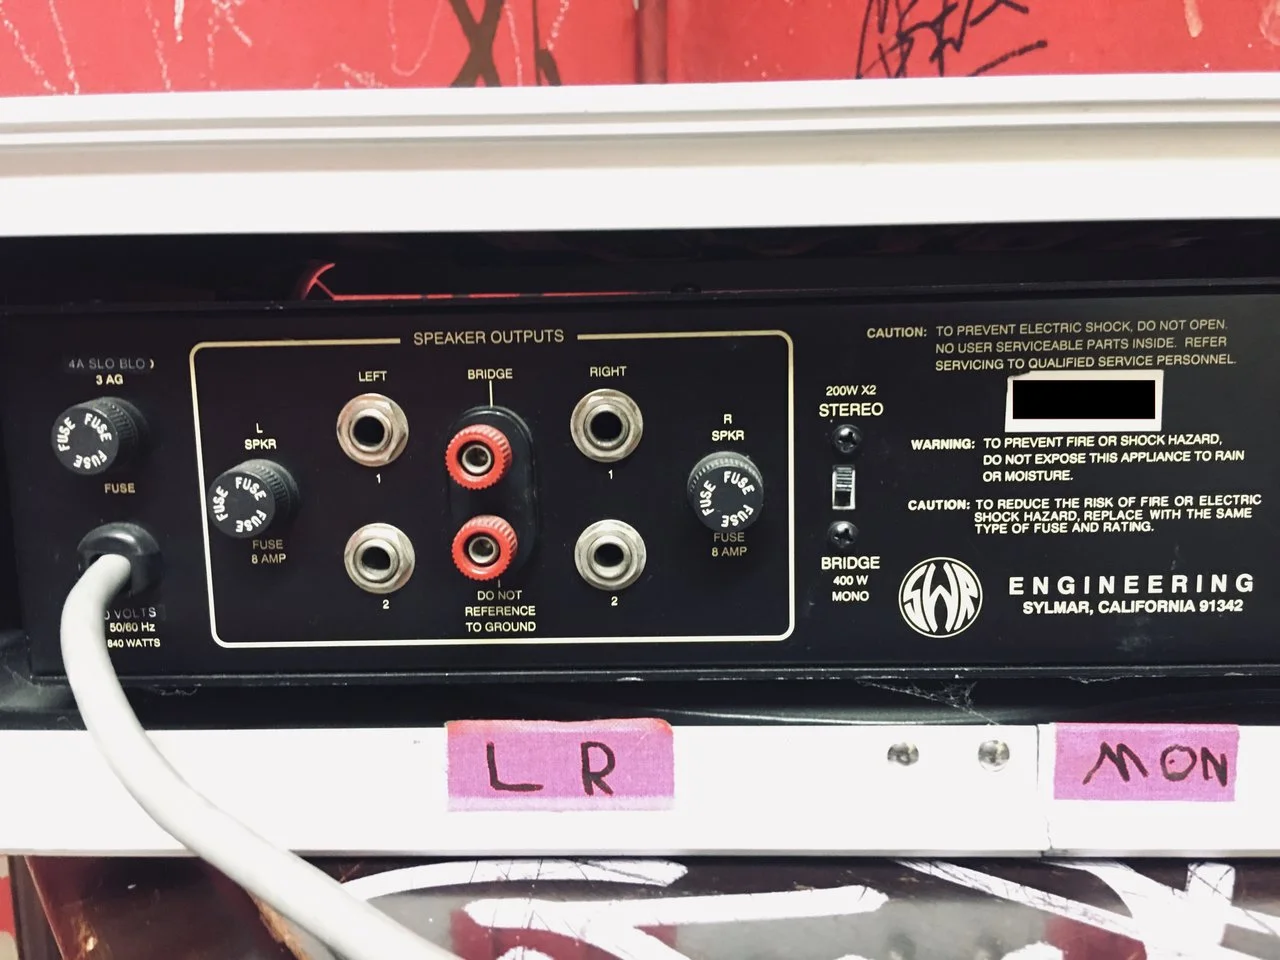 SPEAKER OUTPUTS
4A SLO BLO
3 AG
FUSE
FUSE
FUSE
FUSE
VOLTS
50/60 Hz
840 WATTS
L
SPKR
FUSE
FUSE
FUSE
FUSE
8 AMP
LEFT
1
2
BRIDGE
DO NOT
REFERENCE
TO GROUND
RIGHT
1
2
R
SPKR
FUSE
FUSE
FUSE
FUSE
8 AMP
200W X2
STEREO
BRIDGE
400 W
MONO
CAUTION: TO PREVENT ELECTRIC SHOCK, DO NOT OPEN.
NO USER SERVICEABLE PARTS INSIDE. REFER
SERVICING TO QUALIFIED SERVICE PERSONNEL.
WARNING: TO PREVENT FIRE OR SHOCK HAZARD,
DO NOT EXPOSE THIS APPLIANCE TO RAIN
OR MOISTURE.
CAUTION: TO REDUCE THE RISK OF FIRE OR ELECTRIC
SHOCK HAZARD, REPLACE WITH THE SAME
TYPE OF FUSE AND RATING.
SWR ENGINEERING
SYLMAR, CALIFORNIA 91342
L R
MON